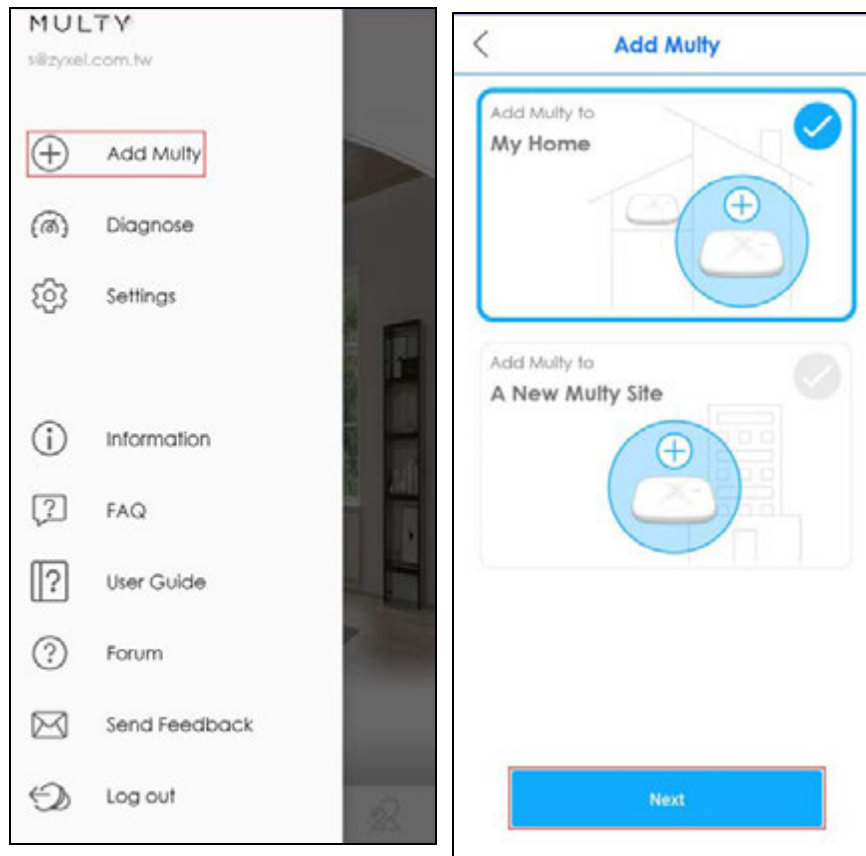 MULTY
s@zyxel.com.tw
Add Multy
Diagnose
Settings
Information
FAQ
User Guide
Forum
Send Feedback
Log out
Add Multy
Add Multy to
My Home
Add Multy to
A New Multy Site
Next